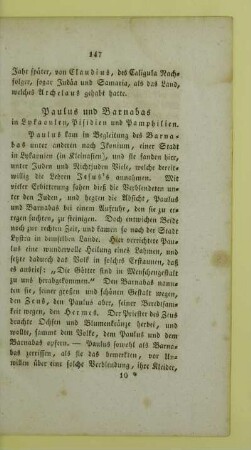 147
Jahr später, von Claudius, des Caligula Nach-
folger, sogar Judäa und Samaria, als das Land,
welches Archelaus gehabt hatte.
Paulus und Barnabas
in Lykaonien, Pisidien und Pamphilien.
Paulus kam in Begleitung des Barna-
bas unter anderen nach Ikonium, einer Stadt
in Lykaonien (in Kleinasien), und sie fanden hier,
unter Juden und Nichtjuden Viele, welche bereit-
willig die Lehren Jesus's annahmen. Mit
vieler Erbitterung sahen dieß die Verblendeten un-
ter den Juden, und hegten die Absicht, Paulus
und Barnabas bei einem Aufruhre, den sie zu er-
regen suchten, zu steinigen. Doch entwichen Beide
noch zur rechten Zeit, und kamen so nach der Stadt
Lystra in demselben Lande. Hier verrichtete Pau-
lus eine wundervolle Heilung eines Lahmen, und
setzte dadurch das Volk in solches Erstaunen, daß
es ausrief: „Die Götter sind in Menschengestalt
zu uns herabgekommen.“ Den Barnabas nann-
ten sie, seiner großen und schönen Gestalt wegen,
den Zeus, den Paulus aber, seiner Beredtsam-
keit wegen, den Hermes. Der Priester des Zeus
brachte Ochsen und Blumenkränze herbei, und
wollte, sammt dem Volke, dem Paulus und dem
Barnabas opfern. — Paulus sowohl als Barna-
bas zerrissen, als sie das bemerkten, vor Un-
willen über eine solche Verblendung, ihre Kleider,
10 *